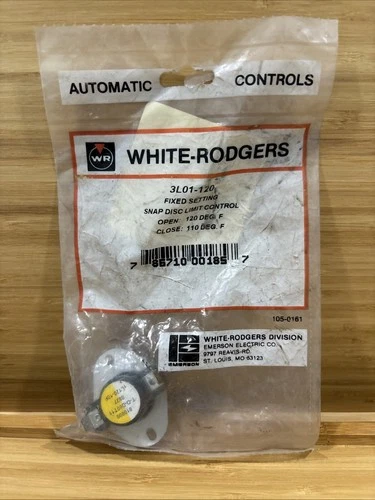 AUTOMATIC CONTROLS
WR
WHITE-RODGERS
3L01-120
FIXED SETTING
SNAP DISC LIMIT CONTROL
OPEN: 120 DEG. F
CLOSE: 110 DEG. F
7 85710 00185 7
105-0161
WHITE-RODGERS DIVISION
EMERSON ELECTRIC CO.
9797 REAVIS RD.
ST. LOUIS, MO 63123
EMERSON